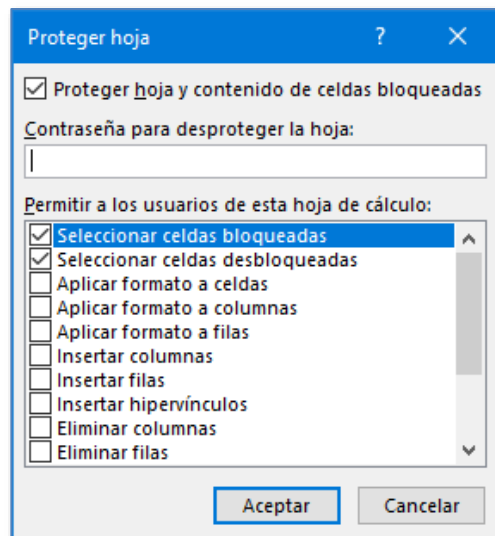 Proteger hoja ?
Proteger hoja y contenido de celdas bloqueadas
Contraseña para desproteger la hoja:
Permitir a los usuarios de esta hoja de cálculo:
Seleccionar celdas bloqueadas
Seleccionar celdas desbloqueadas
Aplicar formato a celdas
Aplicar formato a columnas
Aplicar formato a filas
Insertar columnas
Insertar filas
Insertar hipervínculos
Eliminar columnas
Eliminar filas
Aceptar Cancelar